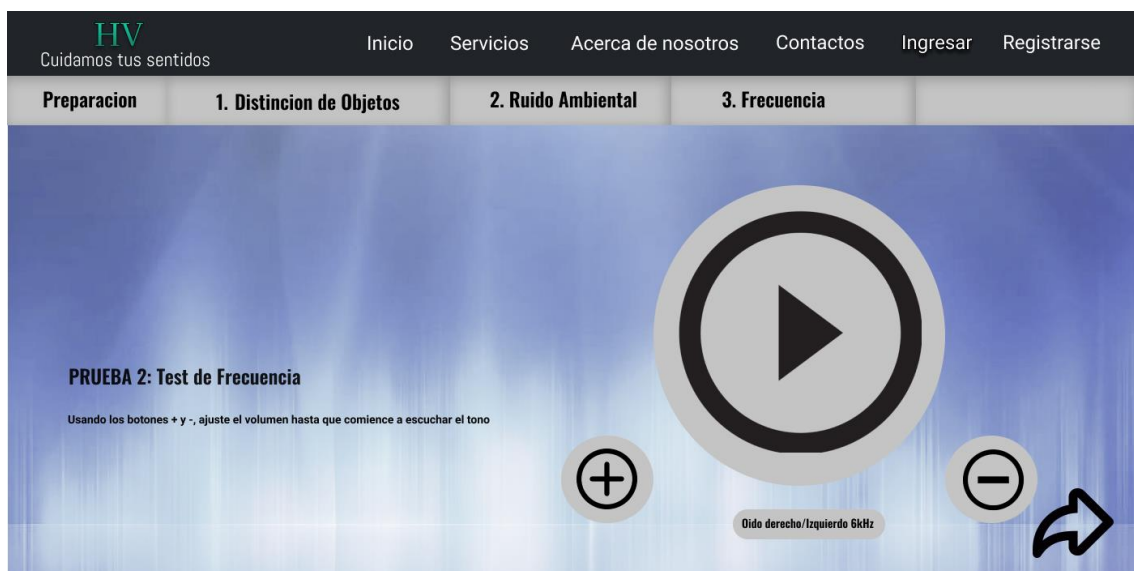 HV
Cuidamos tus sentidos
Inicio Servicios Acerca de nosotros Contactos Ingresar Registrarse
Preparacion 1. Distincion de Objetos 2. Ruido Ambiental 3. Frecuencia
PRUEBA 2: Test de Frecuencia
Usando los botones + y -, ajuste el volumen hasta que comience a escuchar el tono
Oido derecho/Izquierdo 6kHz